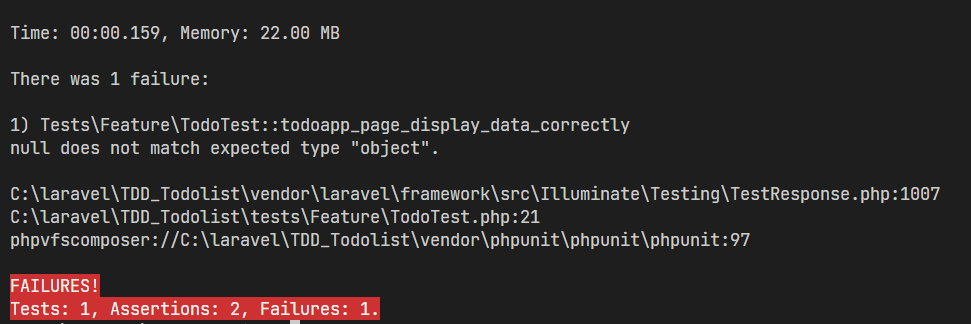 Time: 00:00.159, Memory: 22.00 MB
There was 1 failure:
1) Tests\Feature\TodoTest::todoapp_page_display_data_correctly
null does not match expected type "object".
C:\laravel\TDD_Todolist\vendor\laravel\framework\src\Illuminate\Testing\TestResponse.php:1007
C:\laravel\TDD_Todolist\tests\Feature\TodoTest.php:21
phpvfscomposer://C:\laravel\TDD_Todolist\vendor\phpunit\phpunit\phpunit:97
FAILURES!
Tests: 1, Assertions: 2, Failures: 1.